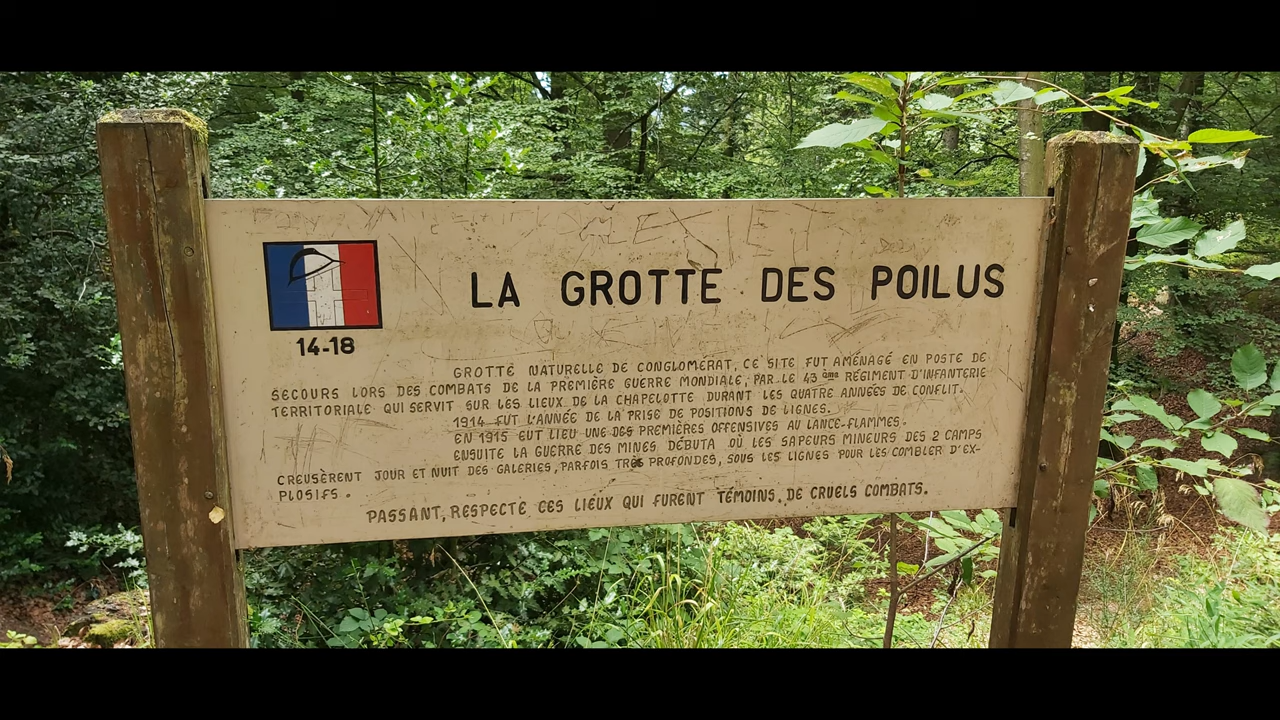 LA GROTTE DES POILUS
14-18
GROTTE NATURELLE DE CONGLOMÉRAT, CE SITE FUT AMÉNAGÉ EN POSTE DE
SECOURS LORS DES COMBATS DE LA PREMIÈRE GUERRE MONDIALE, PAR LE 43 ème RÉGIMENT D'INFANTERIE
TERRITORIALE QUI SERVIT SUR LES LIEUX DE LA CHAPELOTTE DURANT LES QUATRE ANNÉES DE CONFLIT.
1914 FUT L'ANNÉE DE LA PRISE DE POSITIONS DE LIGNES.
EN 1915 EUT LIEU UNE DES PREMIÈRES OFFENSIVES AU LANCE-FLAMMES.
ENSUITE LA GUERRE DES MINES DÉBUTA OÙ LES SAPEURS MINEURS DES 2 CAMPS
CREUSÈRENT JOUR ET NUIT DES GALERIES, PARFOIS TRÈS PROFONDES, SOUS LES LIGNES POUR LES COMBLER D'EX-
PLOSIFS.
PASSANT, RESPECTE CES LIEUX QUI FURENT TÉMOINS DE CRUELS COMBATS.